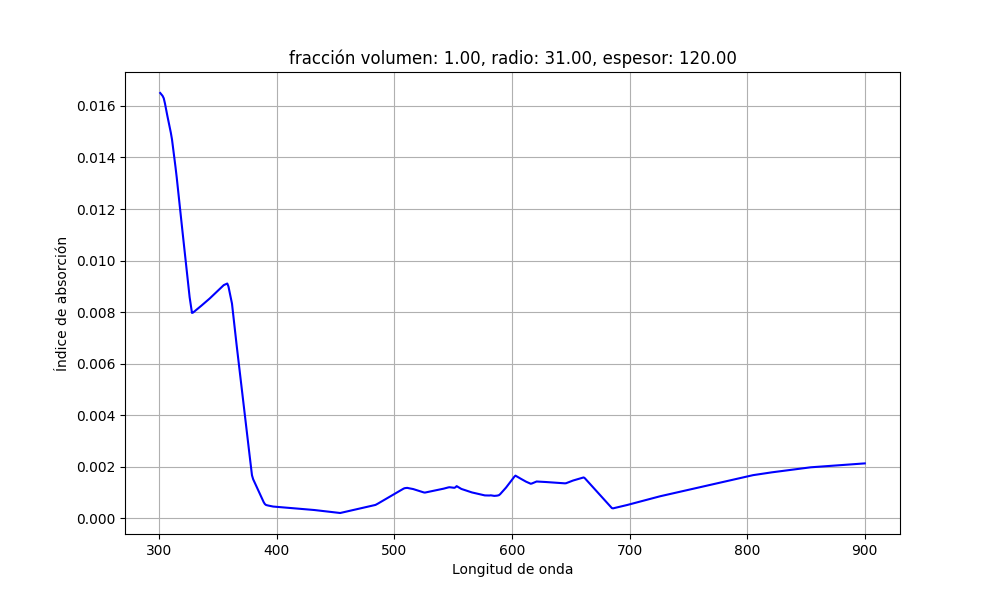 fracción volumen: 1.00, radio: 31.00, espesor: 120.00
Índice de absorción
0.016
0.014
0.012
0.010
0.008
0.006
0.004
0.002
0.000
300 400 500 600 700 800 900
Longitud de onda